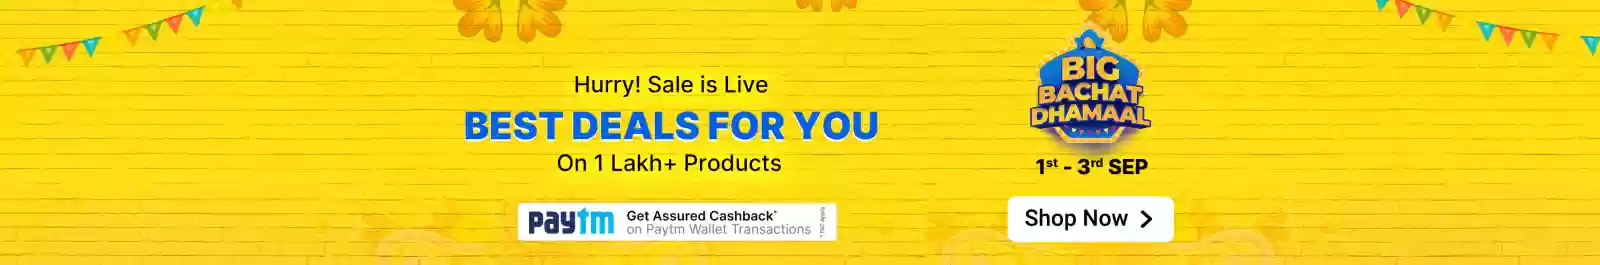 Hurry! Sale is Live
BEST DEALS FOR YOU
On 1 Lakh+ Products
paytm
Get Assured Cashback*
on Paytm Wallet Transactions
BIG
BACHAT
DHAMAAL
1st - 3rd SEP
Shop Now